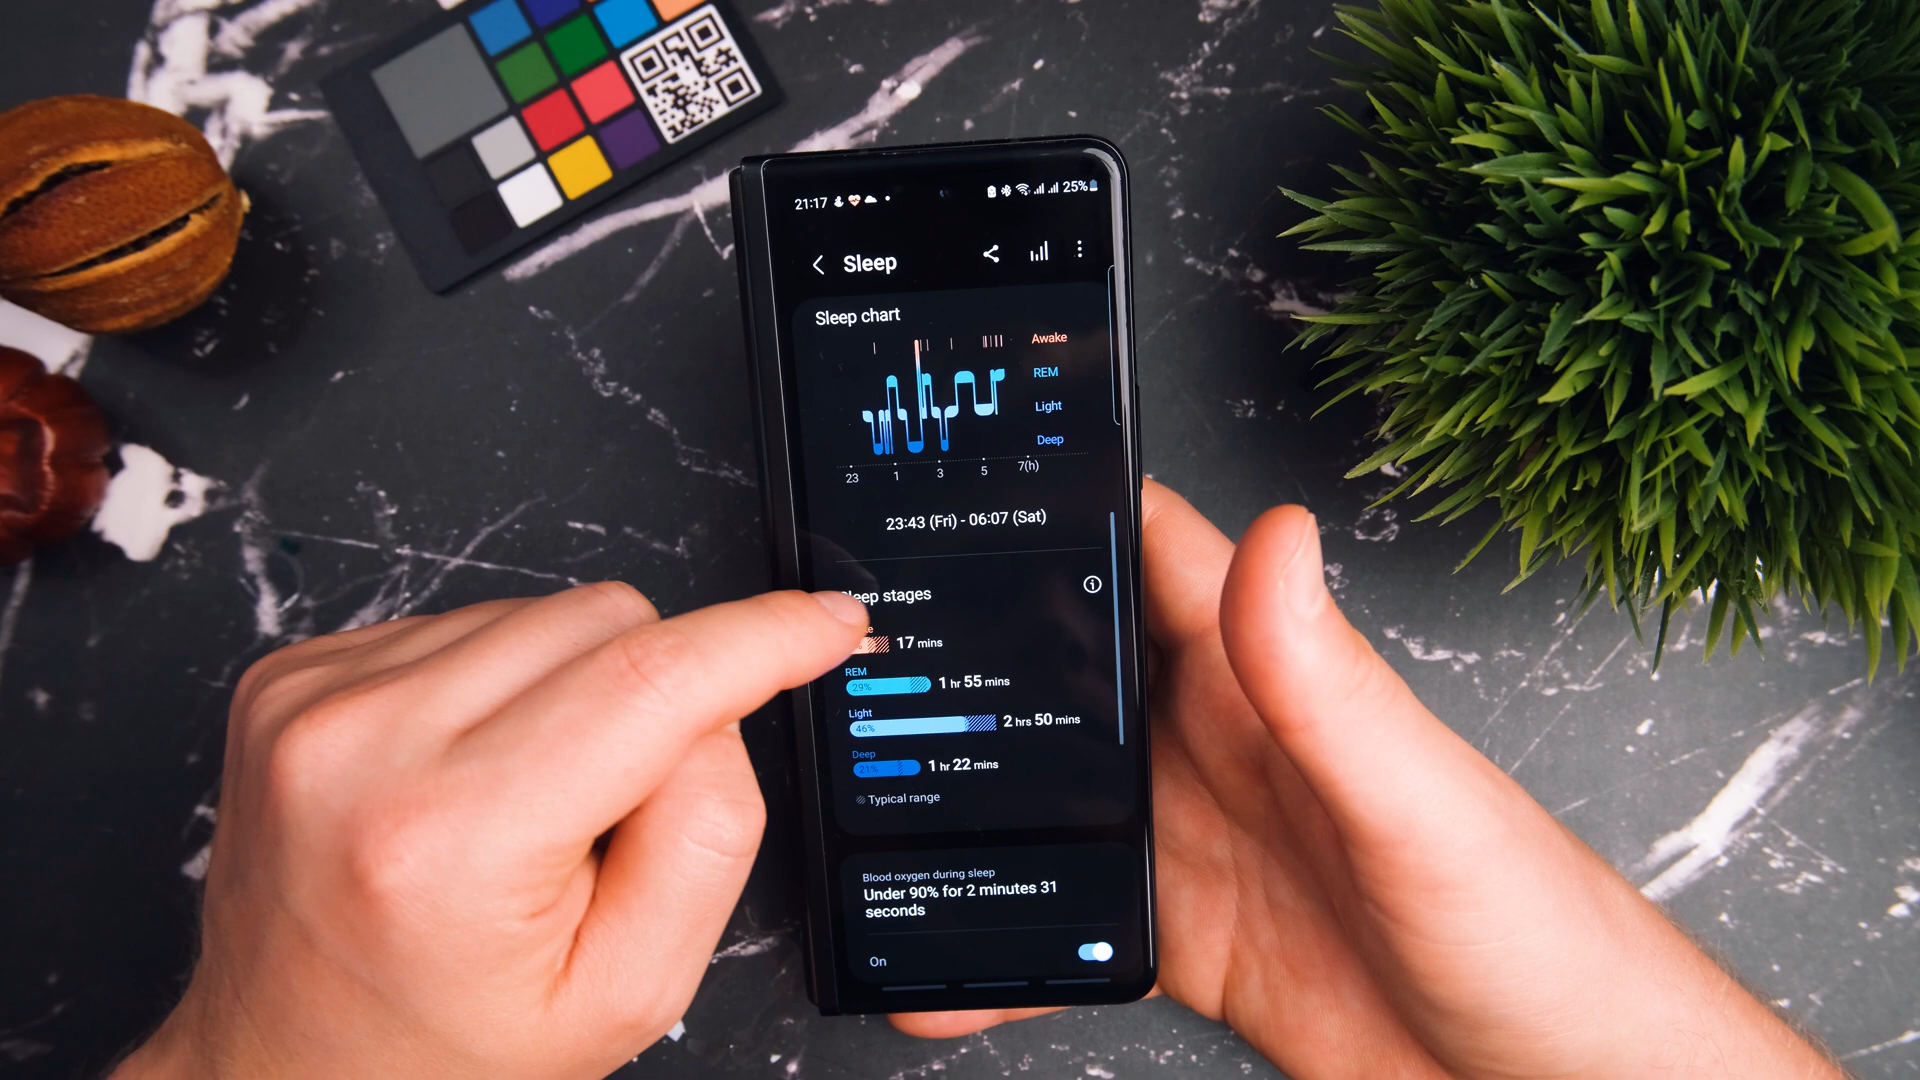 21:17 25%
Sleep
Sleep chart
Awake
REM
Light
Deep
23 1 3 5 7(h)
23:43 (Fri) - 06:07 (Sat)
Sleep stages
17 mins
REM
29% 1 hr 55 mins
Light
46% 2 hrs 50 mins
Deep
21% 1 hr 22 mins
Typical range
Blood oxygen during sleep
Under 90% for 2 minutes 31
seconds
On